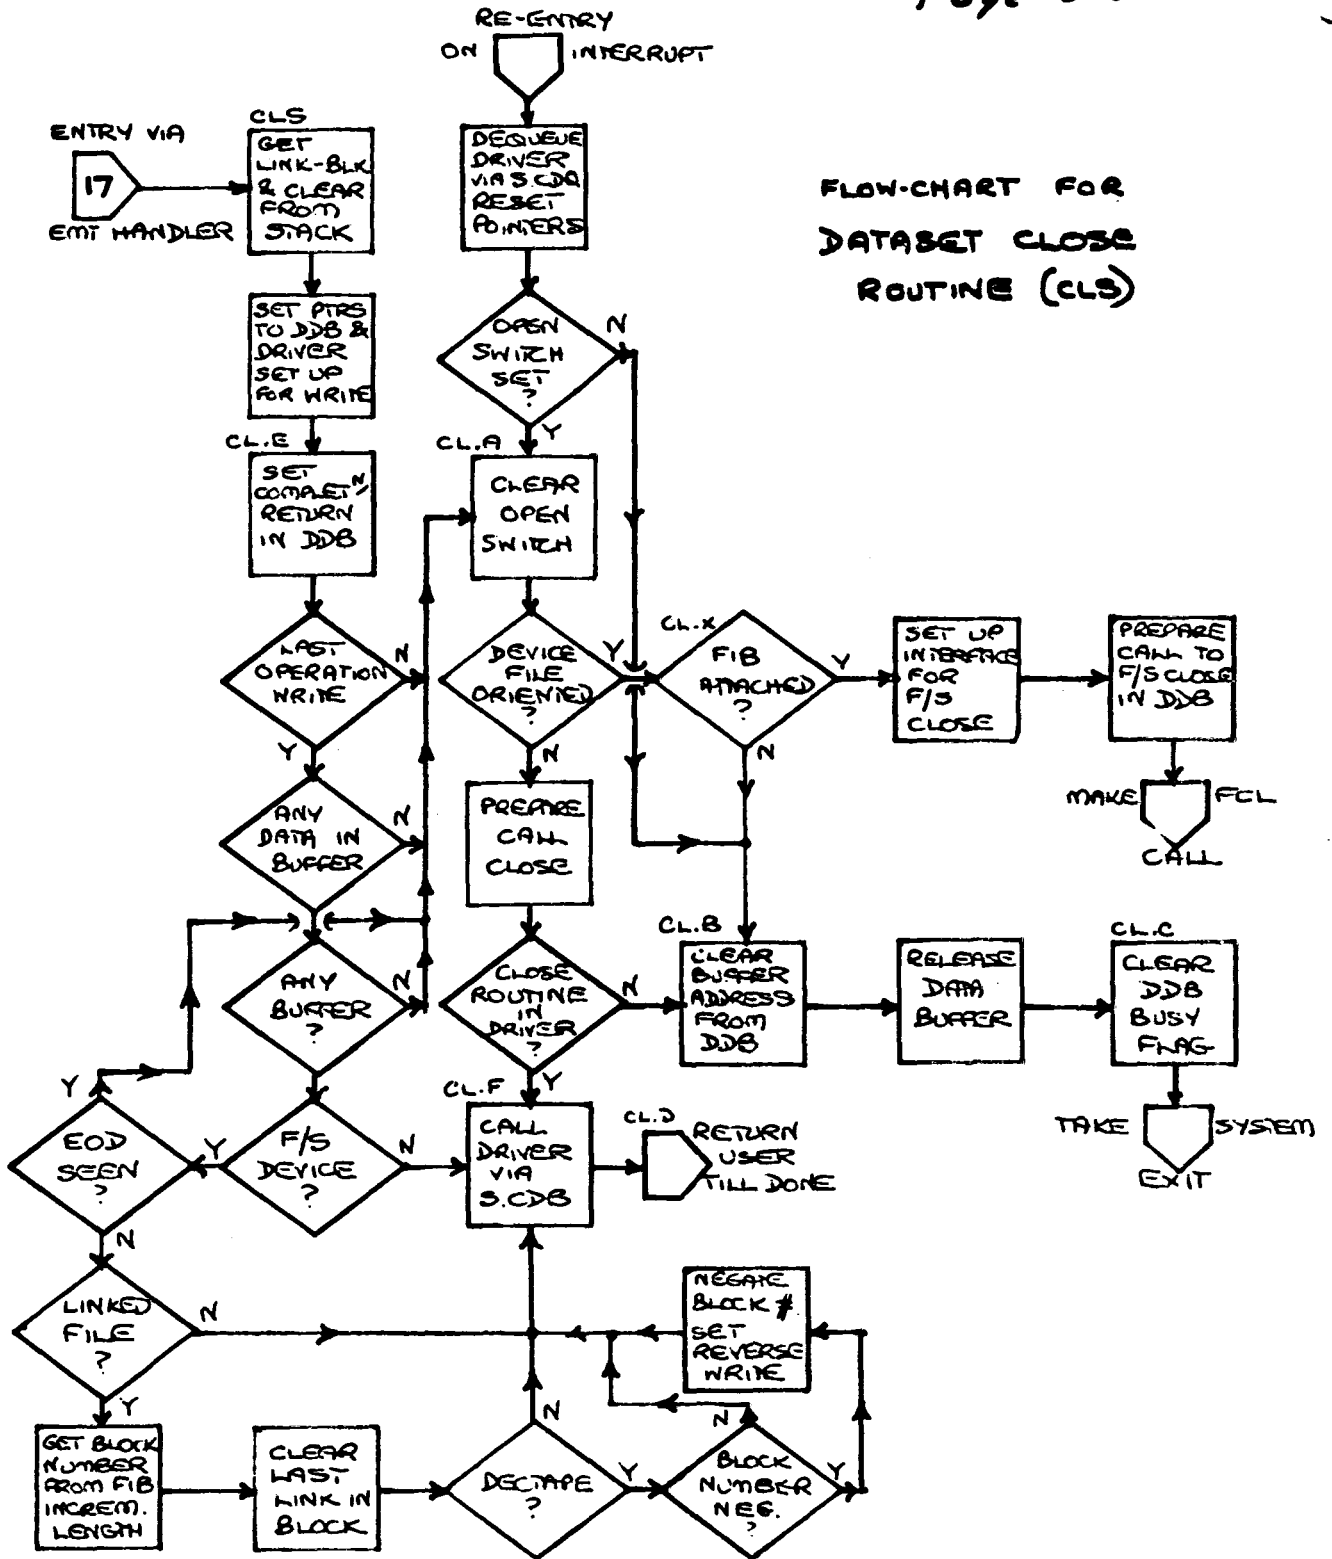 RE-ENTRY
ON INTERRUPT
ENTRY VIA
17
EMT HANDLER
CLS
GET
LINK-BLK
& CLEAR
FROM
STACK
DEQUEUE
DRIVER
VIA S.CDQ
RESET
POINTERS
FLOW-CHART FOR
DATASET CLOSE
ROUTINE (CLS)
SET PTRS
TO DDB &
DRIVER
SET UP
FOR WRITE
OPEN
SWITCH
SET
?
N
Y
CL.E
SET
COMPLETN
RETURN
IN DDB
CL.A
CLEAR
OPEN
SWITCH
LAST
OPERATION
WRITE
N
Y
DEVICE
FILE
ORIENTED
?
Y
N
CL.X
FIB
ATTACHED
?
Y
N
SET UP
INTERFACE
FOR
F/S
CLOSE
PREPARE
CALL TO
F/S CLOSE
IN DDB
MAKE FCL
CALL
ANY
DATA IN
BUFFER
N
PREPARE
CALL
CLOSE
ANY
BUFFER
?
N
CLOSE
ROUTINE
IN
DRIVER
?
N
Y
CL.B
CLEAR
BUFFER
ADDRESS
FROM
DDB
RELEASE
DATA
BUFFER
CL.C
CLEAR
DDB
BUSY
FLAG
TAKE SYSTEM
EXIT
Y
EOD
SEEN
?
N
Y
F/S
DEVICE
?
N
CL.F
CALL
DRIVER
VIA
S.CDB
CL.D
RETURN
USER
TILL DONE
LINKED
FILE
?
N
Y
NEGATE
BLOCK #
SET
REVERSE
WRITE
GET BLOCK
NUMBER
FROM FIB
INCREM.
LENGTH
CLEAR
LAST
LINK IN
BLOCK
N
DECTAPE
?
Y
N
BLOCK
NUMBER
NEG.
?
Y